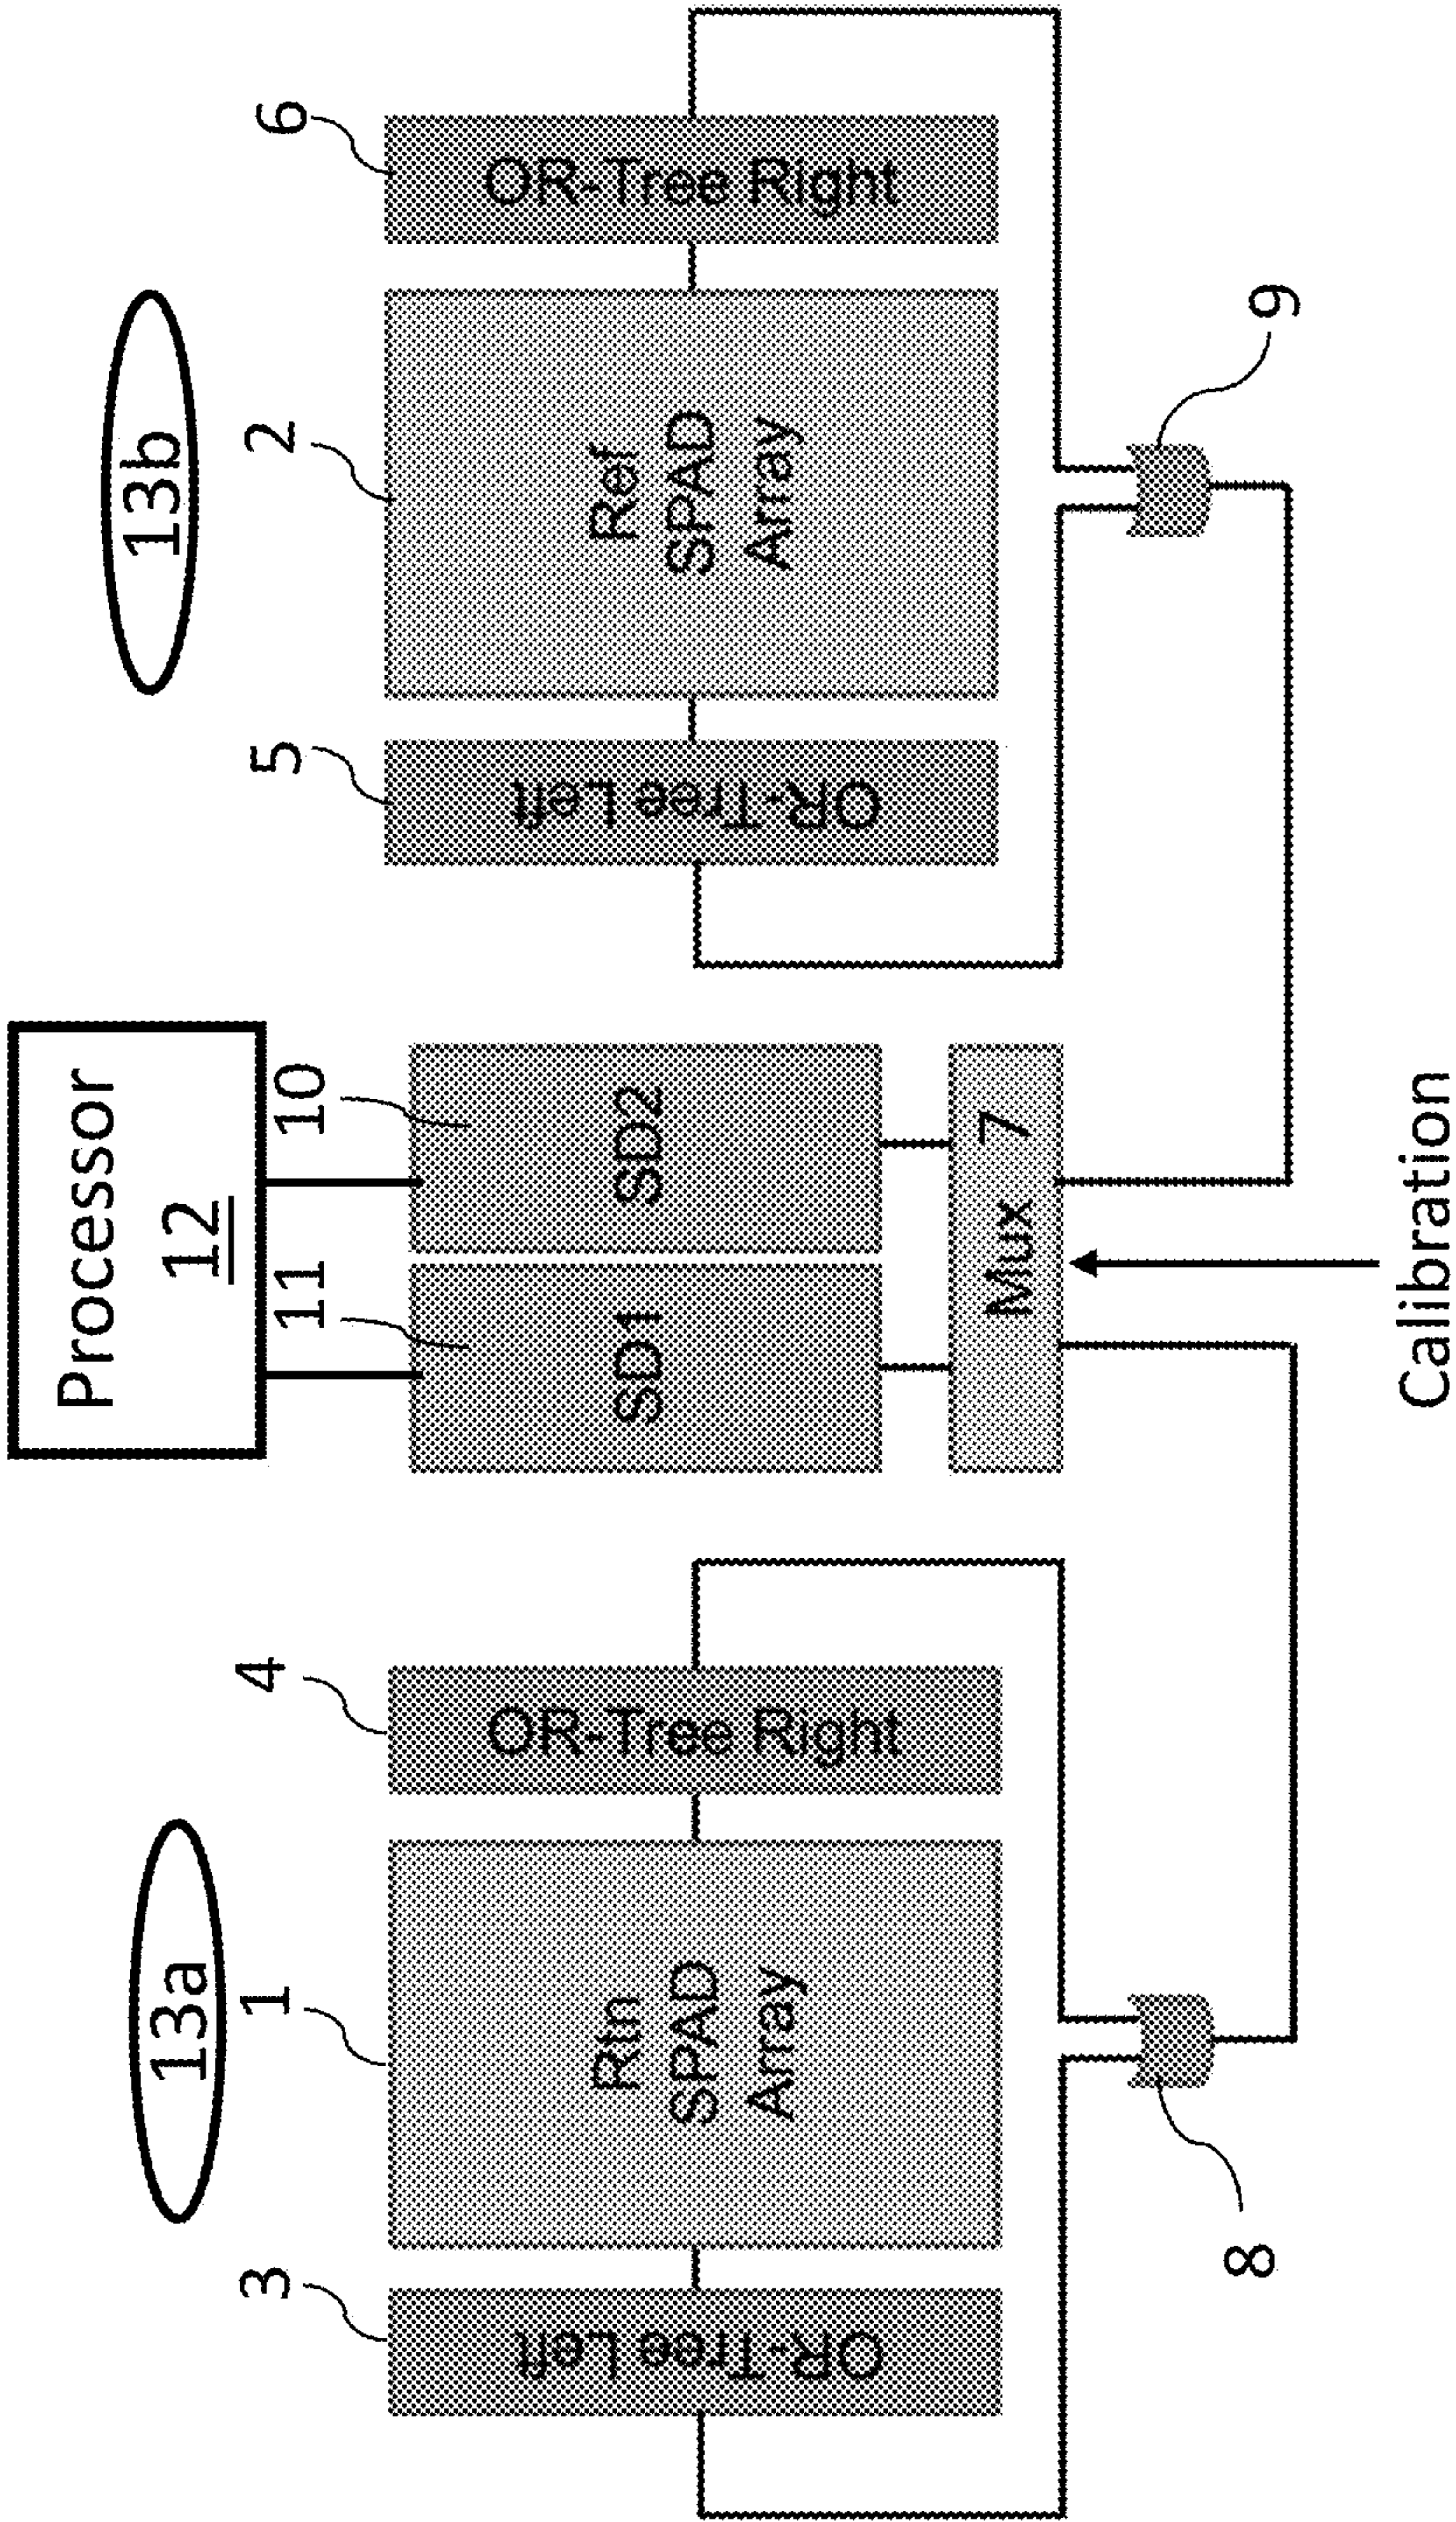 Processor
12
13a
13b
3
1
4
11
10
5
2
6
OR-Tree Left
Rtn
SPAD
Array
OR-Tree Right
SD1
SD2
OR-Tree Left
Ref
SPAD
Array
OR-Tree Right
Mux 7
8
9
Calibration